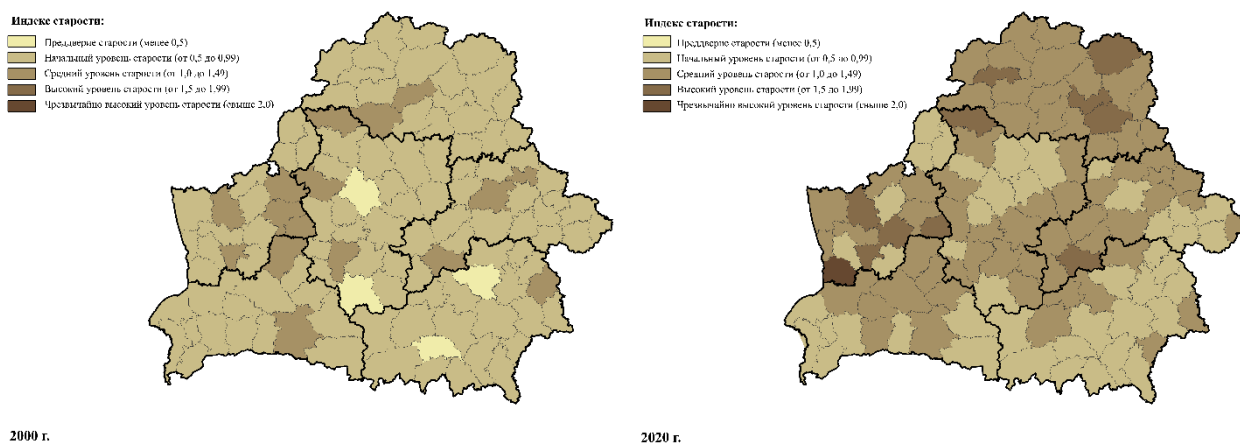 Индекс старости:
Преддверие старости (менее 0,5)
Начальный уровень старости (от 0,5 до 0,99)
Средний уровень старости (от 1,0 до 1,49)
Высокий уровень старости (от 1,5 до 1,99)
Чрезвычайно высокий уровень старости (свыше 2,0)
2000 г.
Индекс старости:
Преддверие старости (менее 0,5)
Начальный уровень старости (от 0,5 до 0,99)
Средний уровень старости (от 1,0 до 1,49)
Высокий уровень старости (от 1,5 до 1,99)
Чрезвычайно высокий уровень старости (свыше 2,0)
2020 г.